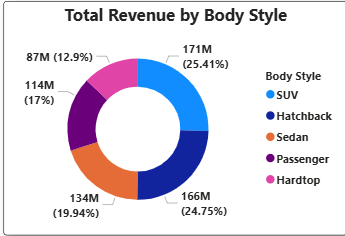 Total Revenue by Body Style
171M
(25.41%)
166M
(24.75%)
134M
(19.94%)
114M
(17%)
87M (12.9%)
Body Style
SUV
Hatchback
Sedan
Passenger
Hardtop